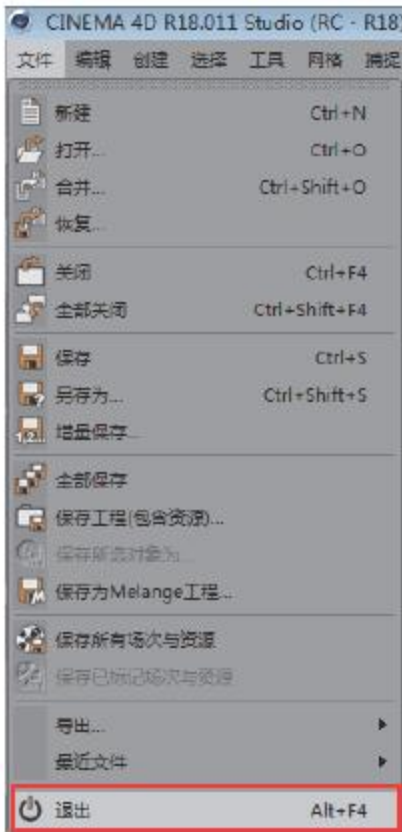 CINEMA 4D R18.011 Studio (RC - R18)
文件 编辑 创建 选择 工具 网格 捕捉
新建 Ctrl+N
打开... Ctrl+O
合并... Ctrl+Shift+O
恢复...
关闭 Ctrl+F4
全部关闭 Ctrl+Shift+F4
保存 Ctrl+S
另存为... Ctrl+Shift+S
增量保存...
全部保存
保存工程(包含资源)...
保存所选对象为...
保存为Melange工程...
保存所有场次与资源
保存已标记场次与资源
导出...
最近文件
退出 Alt+F4